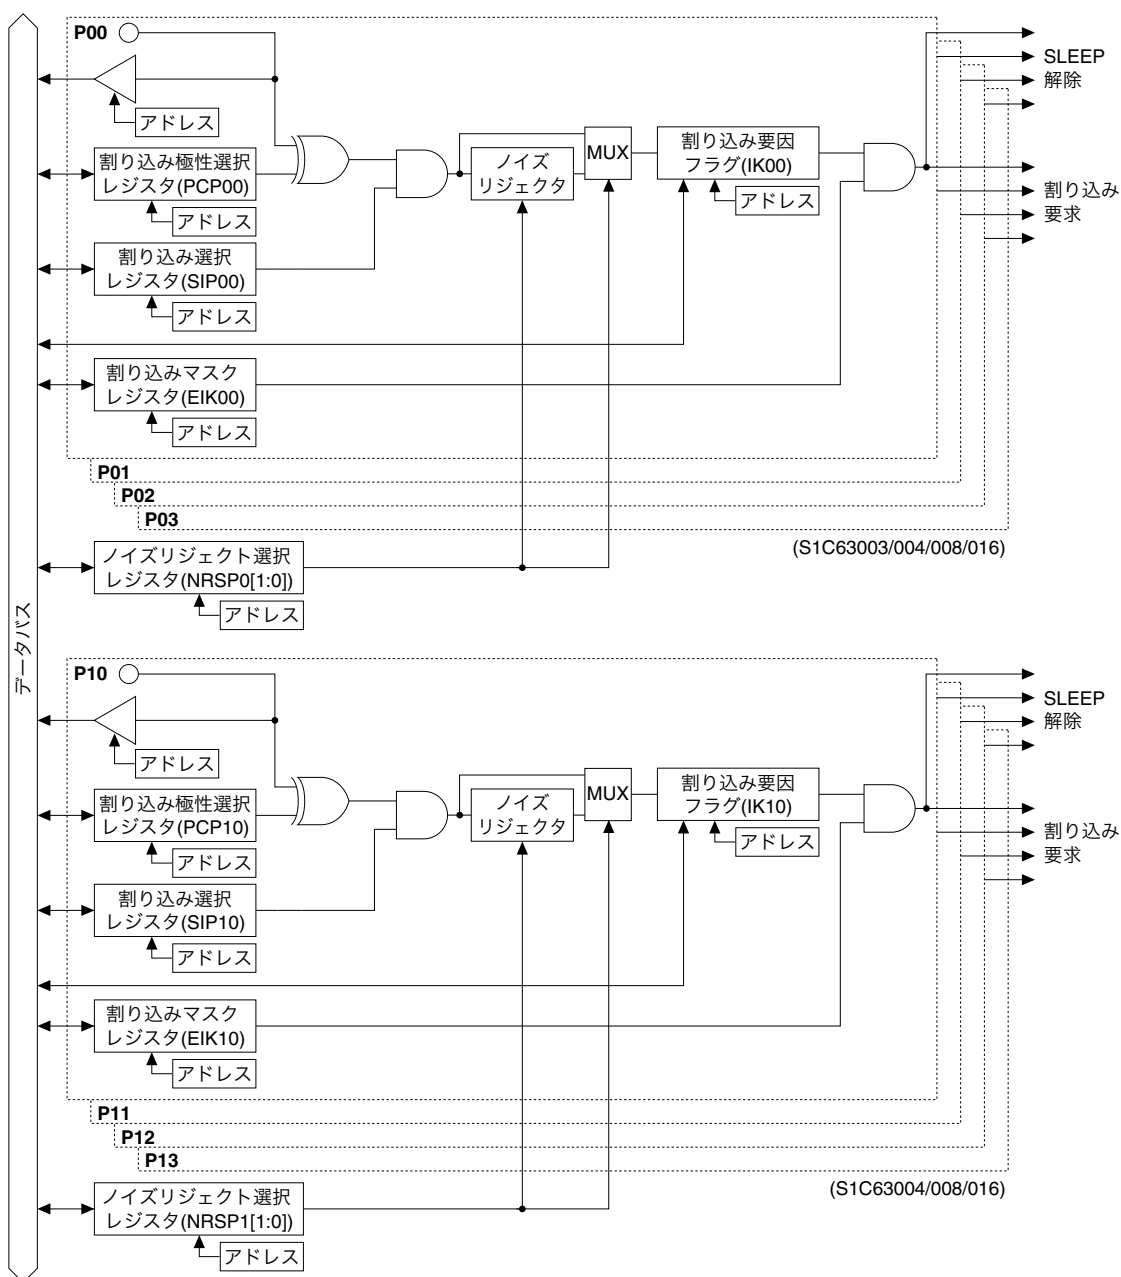 データバス
P00
アドレス
割り込み極性選択
レジスタ(PCP00)
アドレス
割り込み選択
レジスタ(SIP00)
アドレス
割り込みマスク
レジスタ(EIK00)
アドレス
ノイズ
リジェクタ
MUX
割り込み要因
フラグ(IK00)
アドレス
SLEEP
解除
割り込み
要求
P01
P02
P03
(S1C63003/004/008/016)
ノイズリジェクト選択
レジスタ(NRSP0[1:0])
アドレス
P10
アドレス
割り込み極性選択
レジスタ(PCP10)
アドレス
割り込み選択
レジスタ(SIP10)
アドレス
割り込みマスク
レジスタ(EIK10)
アドレス
ノイズ
リジェクタ
MUX
割り込み要因
フラグ(IK10)
アドレス
SLEEP
解除
割り込み
要求
P11
P12
P13
(S1C63004/008/016)
ノイズリジェクト選択
レジスタ(NRSP1[1:0])
アドレス